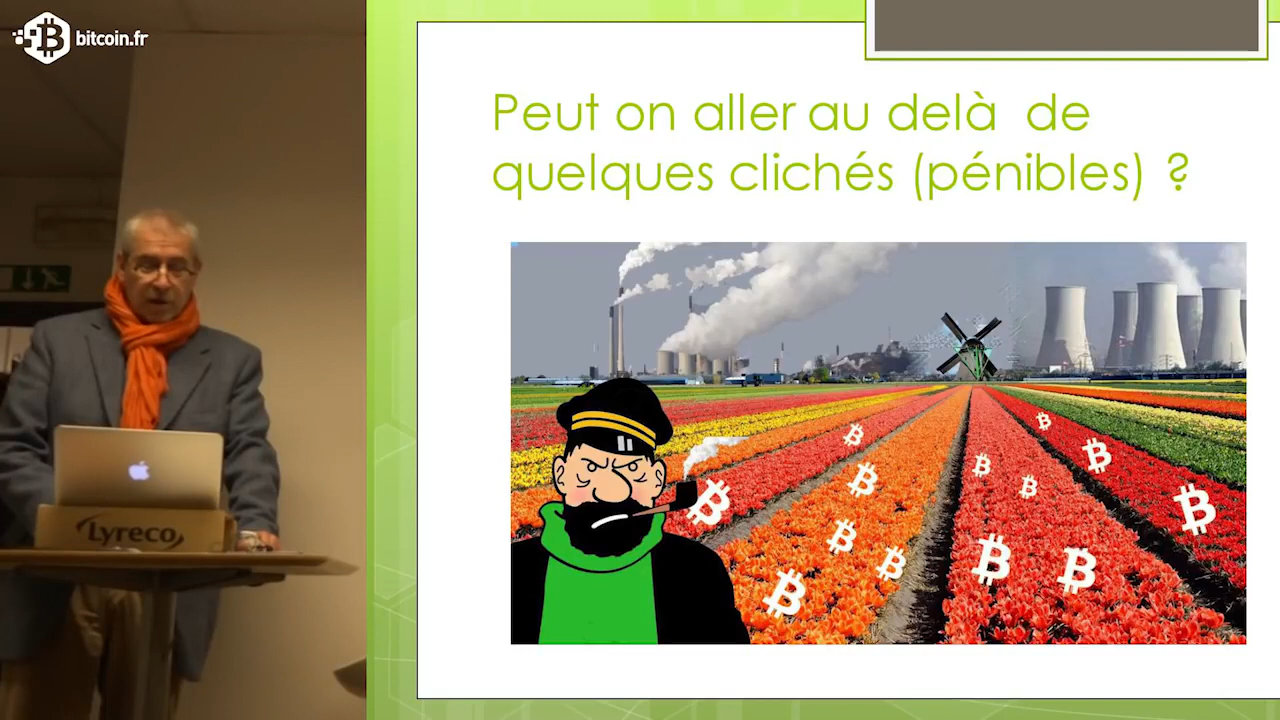 bitcoin.fr
Peut on aller au delà de
quelques clichés (pénibles) ?
Lyreco